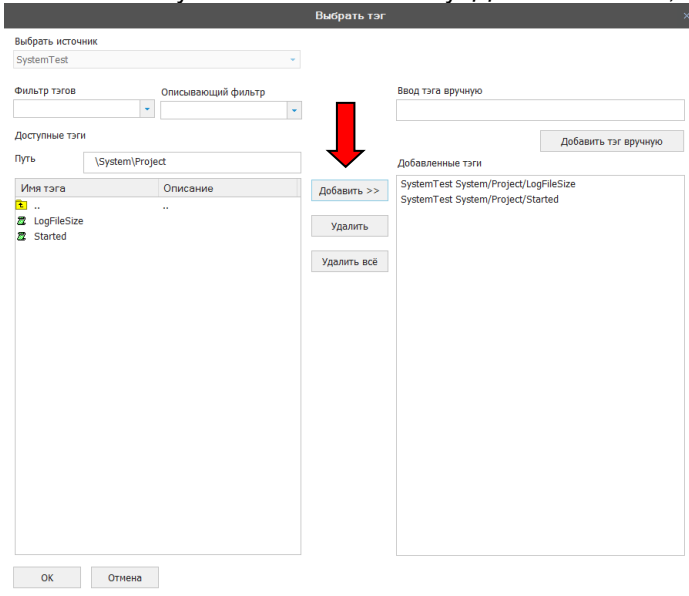 Выбрать тэг
Выбрать источник
SystemTest
Фильтр тэгов
Описывающий фильтр
Ввод тэга вручную
Доступные тэги
Добавить тэг вручную
Путь
\System\Project
Добавленные тэги
Имя тэга
Описание
..
..
LogFileSize
Started
Добавить >>
Удалить
Удалить всё
SystemTest System/Project/LogFileSize
SystemTest System/Project/Started
ОК
Отмена